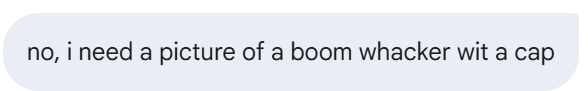 no, i need a picture of a boom whacker wit a cap